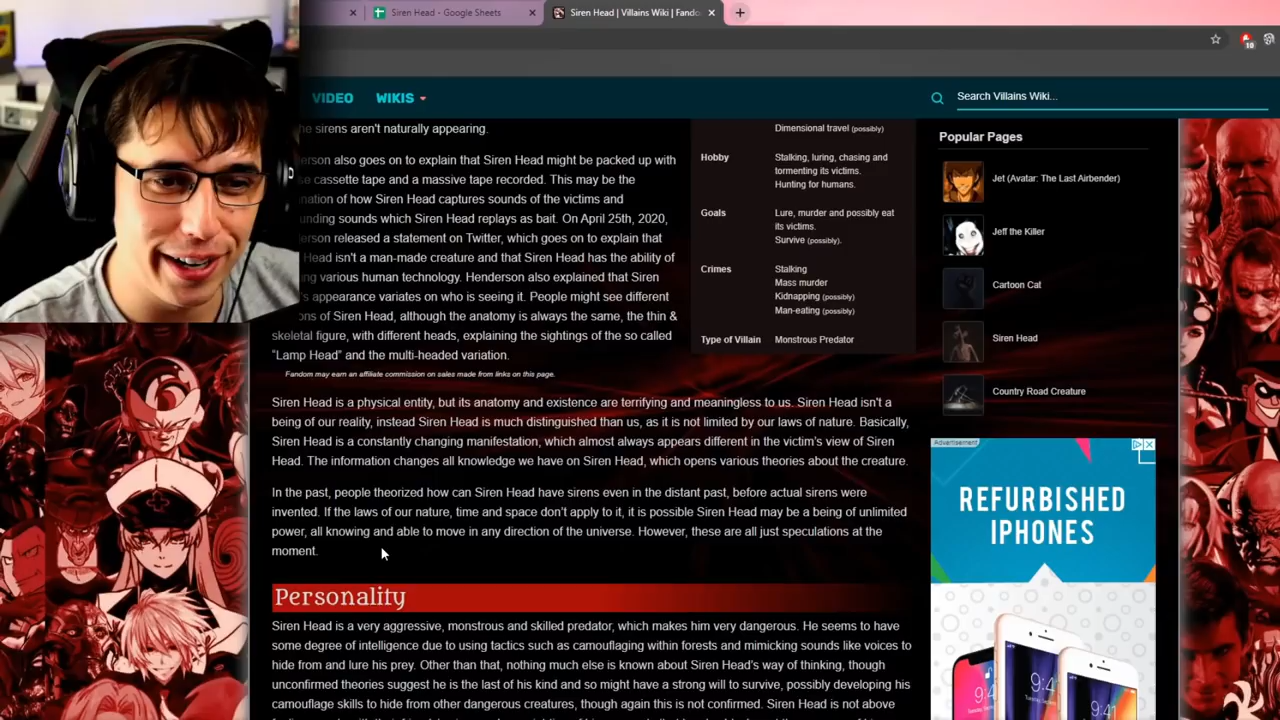 Siren Head - Google Sheets
Siren Head | Villains Wiki | Fando
10
VIDEO
WIKIS
Search Villains Wiki...
he sirens aren't naturally appearing.
erson also goes on to explain that Siren Head might be packed up with
cassette tape and a massive tape recorded. This may be the
nation of how Siren Head captures sounds of the victims and
unding sounds which Siren Head replays as bait. On April 25th, 2020,
erson released a statement on Twitter, which goes on to explain that
Head isn't a man-made creature and that Siren Head has the ability of
ng various human technology. Henderson also explained that Siren
's appearance variates on who is seeing it. People might see different
ons of Siren Head, although the anatomy is always the same, the thin &
skeletal figure, with different heads, explaining the sightings of the so called
"Lamp Head" and the multi-headed variation.
Fandom may earn an affiliate commission on sales made from links on this page.
Siren Head is a physical entity, but its anatomy and existence are terrifying and meaningless to us. Siren Head isn't a
being of our reality, instead Siren Head is much distinguished than us, as it is not limited by our laws of nature. Basically,
Siren Head is a constantly changing manifestation, which almost always appears different in the victim's view of Siren
Head. The information changes all knowledge we have on Siren Head, which opens various theories about the creature.
In the past, people theorized how can Siren Head have sirens even in the distant past, before actual sirens were
invented. If the laws of our nature, time and space don't apply to it, it is possible Siren Head may be a being of unlimited
power, all knowing and able to move in any direction of the universe. However, these are all just speculations at the
moment.
Personality
Siren Head is a very aggressive, monstrous and skilled predator, which makes him very dangerous. He seems to have
some degree of intelligence due to using tactics such as camouflaging within forests and mimicking sounds like voices to
hide from and lure his prey. Other than that, nothing much else is known about Siren Head's way of thinking, though
unconfirmed theories suggest he is the last of his kind and so might have a strong will to survive, possibly developing his
camouflage skills to hide from other dangerous creatures, though again this is not confirmed. Siren Head is not above
Dimensional travel (possibly)
Hobby
Stalking, luring, chasing and
tormenting its victims.
Hunting for humans.
Goals
Lure, murder and possibly eat
its victims.
Survive (possibly).
Crimes
Stalking
Mass murder
Kidnapping (possibly)
Man-eating (possibly)
Type of Villain
Monstrous Predator
Popular Pages
Jet (Avatar: The Last Airbender)
Jeff the Killer
Cartoon Cat
Siren Head
Country Road Creature
Advertisement
REFURBISHED
IPHONES
9:41
9:41